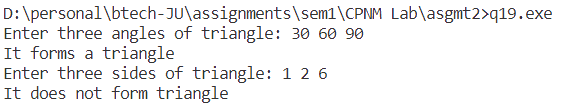 D:\personal\btech-JU\assignments\sem1\CPNM Lab\asgmt2>q19.exe
Enter three angles of triangle: 30 60 90
It forms a triangle
Enter three sides of triangle: 1 2 6
It does not form triangle